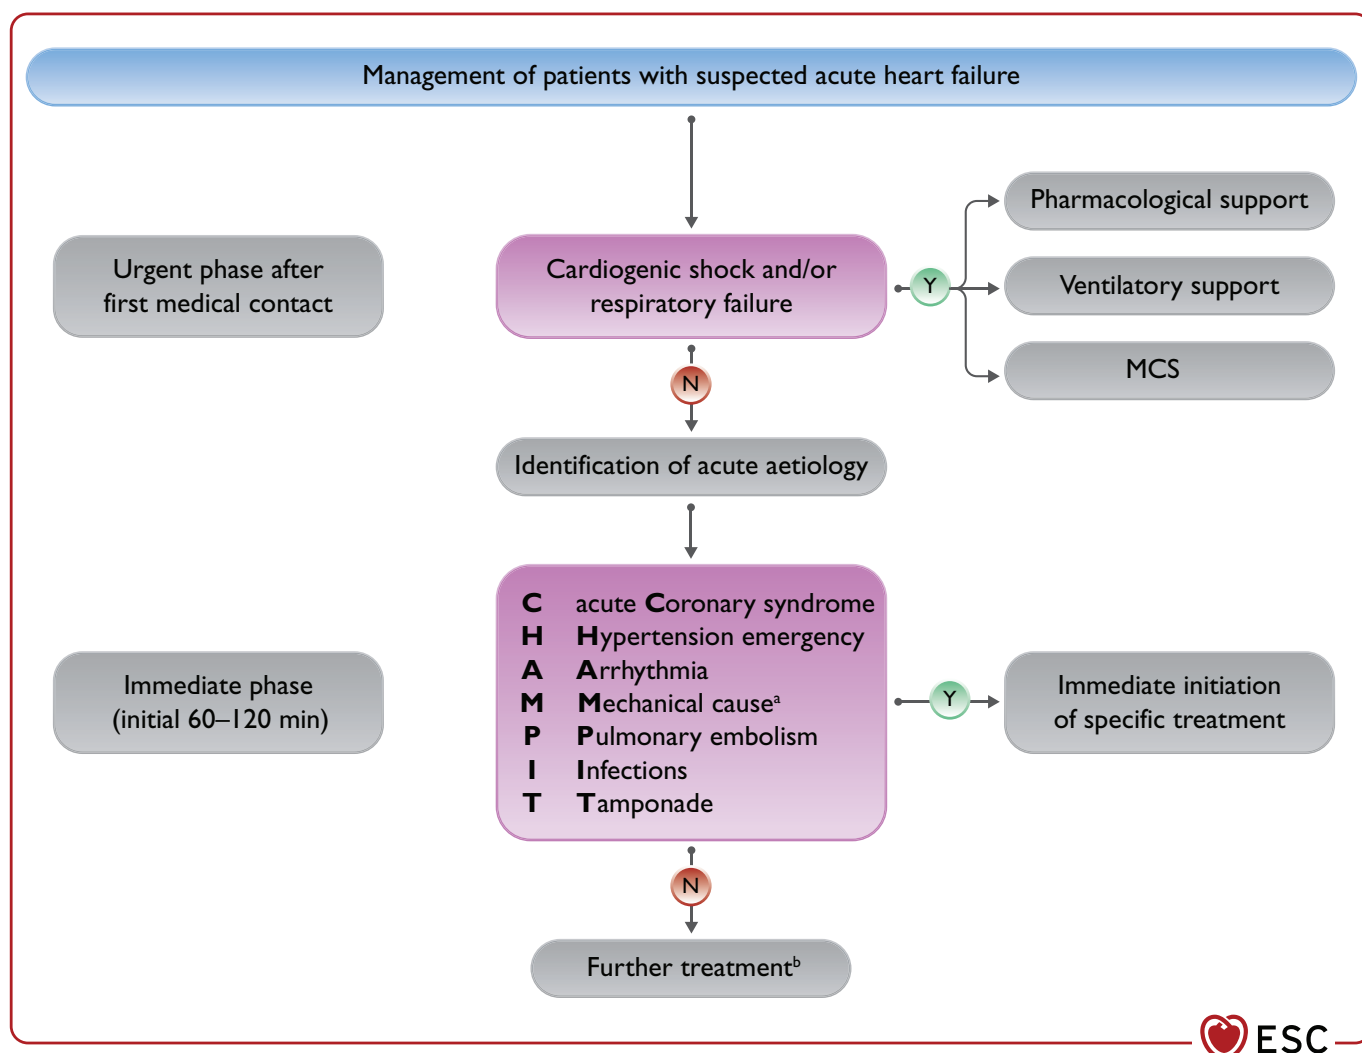 Management of patients with suspected acute heart failure
Urgent phase after
first medical contact
Cardiogenic shock and/or
respiratory failure
Y
Pharmacological support
Ventilatory support
MCS
N
Identification of acute aetiology
Immediate phase
(initial 60–120 min)
C acute Coronary syndrome
H Hypertension emergency
A Arrhythmia
M Mechanical causeᵃ
P Pulmonary embolism
I Infections
T Tamponade
Y
Immediate initiation
of specific treatment
N
Further treatmentᵇ
ESC